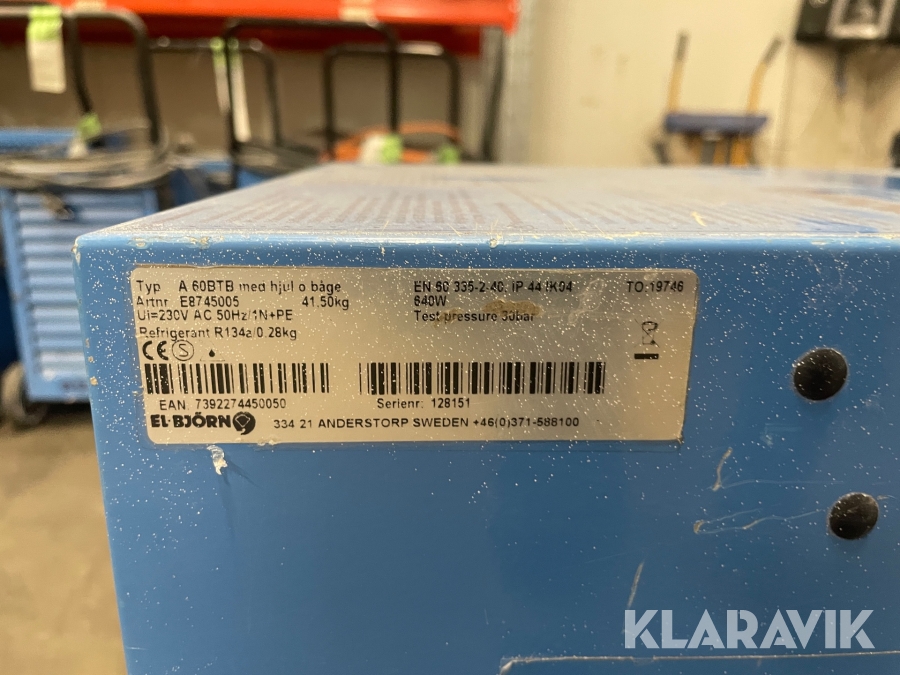 Typ A 60BTB med hjul o båge
Artnr. E8745005 41.50kg
Ui=230V AC 50Hz/1N+PE
Refrigerant R134a/0.28kg
EN 60 335-2-40, IP 44 IK04
640W
Test pressure 30bar
TO.19746
CE S
EAN: 7392274450050
Serienr: 128151
EL·BJÖRN 334 21 ANDERSTORP SWEDEN +46(0)371-588100
KLARAVIK